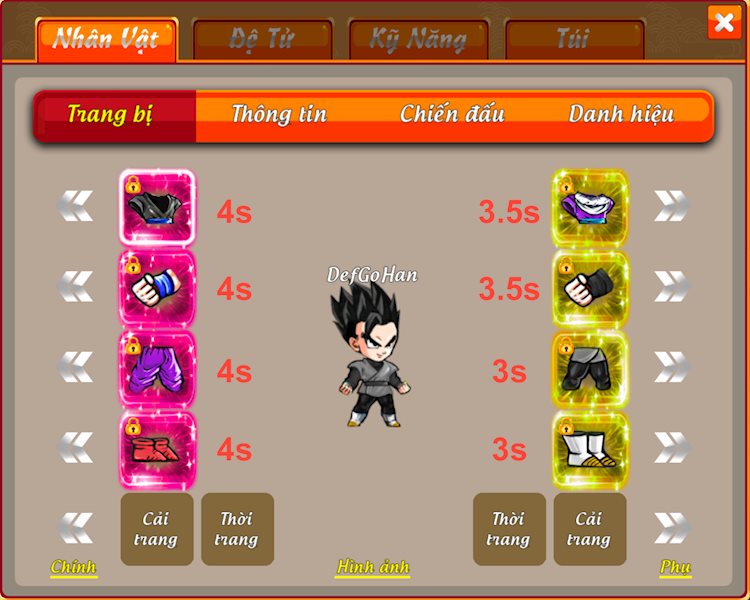 Nhân Vật Đệ Tử Kỹ Năng Túi
Trang bị Thông tin Chiến đấu Danh hiệu
4s 3.5s
4s 3.5s
DefGoHan
4s 3s
4s 3s
Cải trang
Thời trang
Thời trang
Cải trang
Chính Hình ảnh Phụ